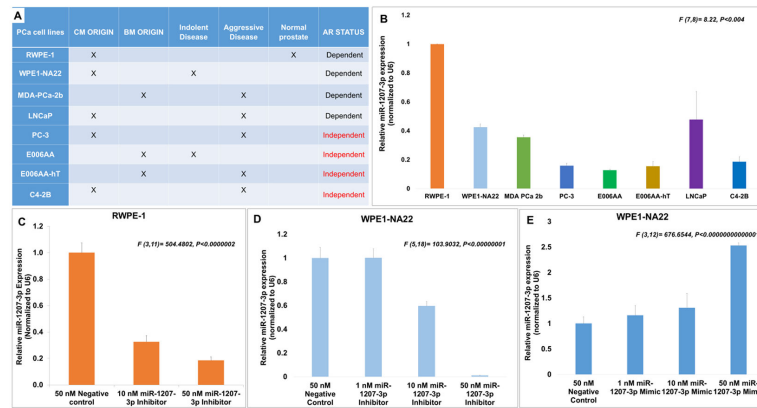 A
PCa cell lines CM ORIGIN BM ORIGIN Indolent Disease Aggressive Disease Normal prostate AR STATUS
RWPE-1 X X Dependent
WPE1-NA22 X X Dependent
MDA-PCa-2b X X Dependent
LNCaP X X Dependent
PC-3 X X Independent
E006AA X X Independent
E006AA-hT X X Independent
C4-2B X X Independent
B
F (7,8)= 8.22, P<0.004
Relative miR-1207-3p expression
(normalized to U6)
1.2
1
0.8
0.6
0.4
0.2
0
RWPE-1 WPE1-NA22 MDA PCa 2b PC-3 E006AA E006AA-hT LNCaP C4-2B
C
RWPE-1
F (3,11)= 504.4802, P<0.0000002
Relative miR-1207-3p Expression
(Normalized to U6)
1.2
1.0
0.8
0.6
0.4
0.2
0.0
50 nM Negative control
10 nM miR-1207-3p Inhibitor
50 nM miR-1207-3p Inhibitor
D
WPE1-NA22
F (5,18)= 103.9032, P<0.00000001
Relative miR-1207-3p expression
(normalized to U6)
1.2
1
0.8
0.6
0.4
0.2
0
50 nM Negative Control
1 nM miR-1207-3p Inhibitor
10 nM miR-1207-3p Inhibitor
50 nM miR-1207-3p Inhibitor
E
WPE1-NA22
F (3,12)= 676.6544, P<0.0000000000001
Relative miR-1207-3p expression
(normalized to U6)
3
2.5
2
1.5
1
0.5
0
50 nM Negative Control
1 nM miR-1207-3p Mimic
10 nM miR-1207-3p Mimic
50 nM miR-1207-3p Mim